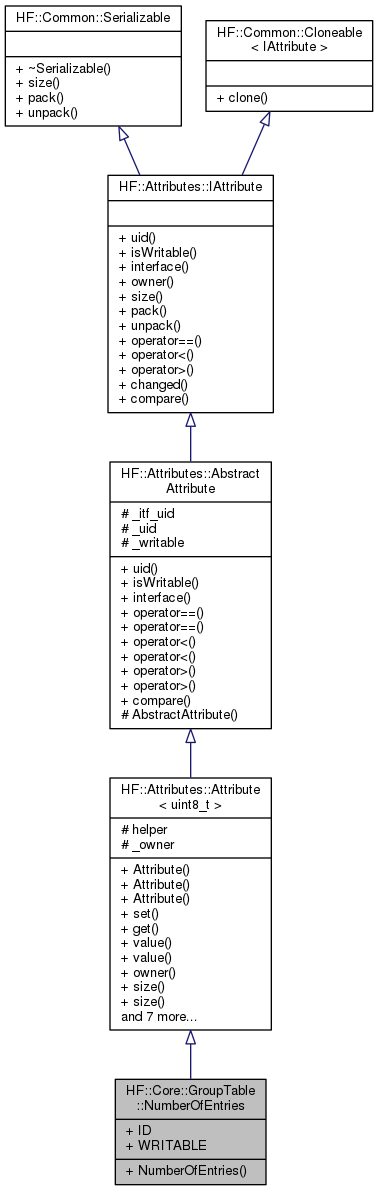 HF::Common::Serializable
+ ~Serializable()
+ size()
+ pack()
+ unpack()
HF::Common::Cloneable
< IAttribute >
+ clone()
HF::Attributes::IAttribute
+ uid()
+ isWritable()
+ interface()
+ owner()
+ size()
+ pack()
+ unpack()
+ operator==()
+ operator<()
+ operator>()
+ changed()
+ compare()
HF::Attributes::Abstract
Attribute
# _itf_uid
# _uid
# _writable
+ uid()
+ isWritable()
+ interface()
+ operator==()
+ operator==()
+ operator<()
+ operator<()
+ operator>()
+ operator>()
+ compare()
# AbstractAttribute()
HF::Attributes::Attribute
< uint8_t >
# helper
# _owner
+ Attribute()
+ Attribute()
+ Attribute()
+ set()
+ get()
+ value()
+ value()
+ owner()
+ size()
+ size()
and 7 more...
HF::Core::GroupTable
::NumberOfEntries
+ ID
+ WRITABLE
+ NumberOfEntries()